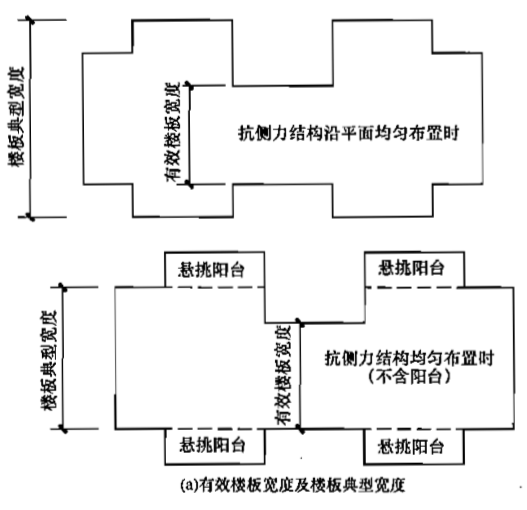 楼板典型宽度
有效楼板宽度
抗侧力结构沿平面均匀布置时
悬挑阳台
悬挑阳台
楼板典型宽度
有效楼板宽度
抗侧力结构均匀布置时
(不含阳台)
悬挑阳台
悬挑阳台
(a)有效楼板宽度及楼板典型宽度